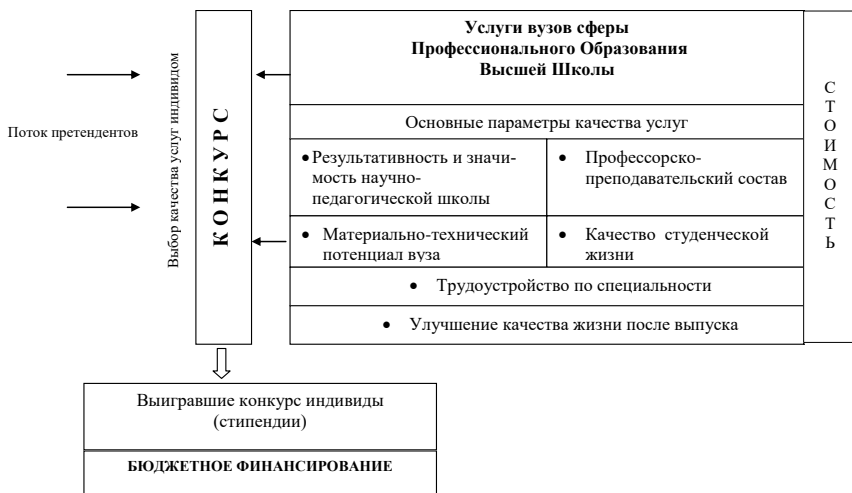 Поток претендентов
Выбор качества услуг индивидом
КОНКУРС
Услуги вузов сферы
Профессионального Образования
Высшей Школы
Основные параметры качества услуг
• Результативность и значи-
мость научно-
педагогической школы
• Профессорско-
преподавательский состав
• Материально-технический
потенциал вуза
• Качество студенческой
жизни
• Трудоустройство по специальности
• Улучшение качества жизни после выпуска
СТОИМОСТЬ
Выигравшие конкурс индивиды
(стипендии)
БЮДЖЕТНОЕ ФИНАНСИРОВАНИЕ